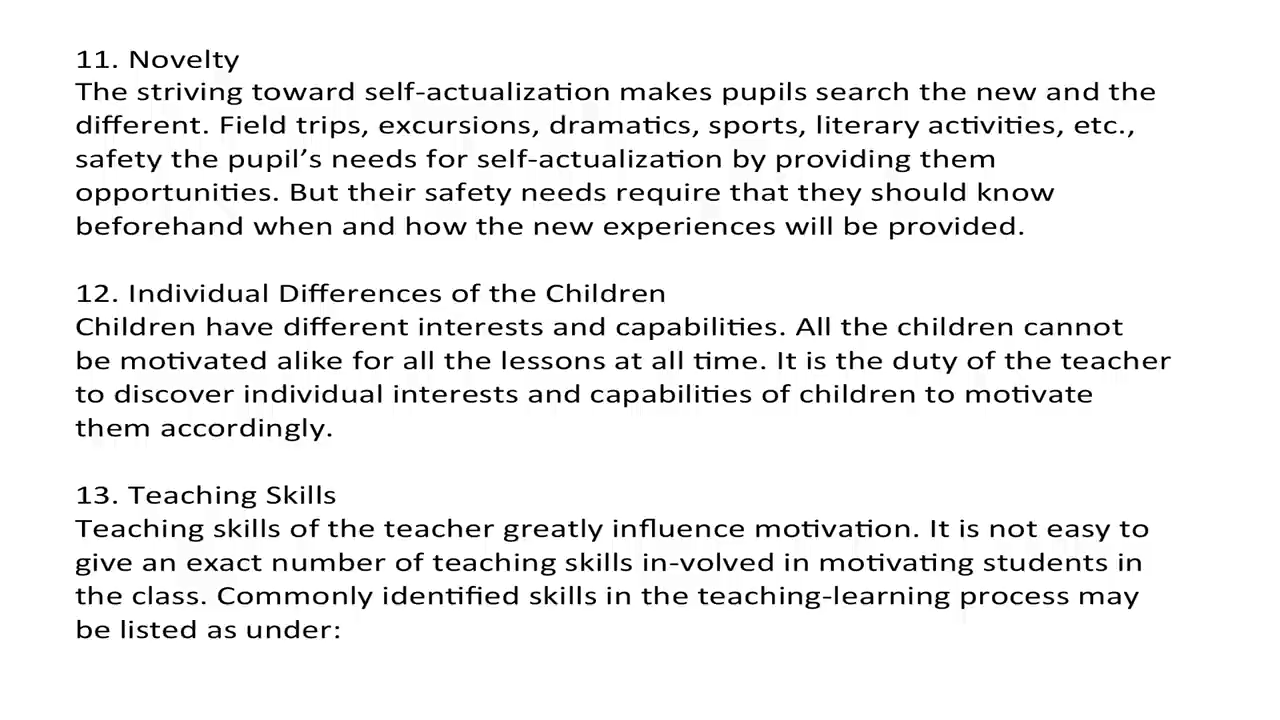 11. Novelty
The striving toward self-actualization makes pupils search the new and the
different. Field trips, excursions, dramatics, sports, literary activities, etc.,
safety the pupil’s needs for self-actualization by providing them
opportunities. But their safety needs require that they should know
beforehand when and how the new experiences will be provided.
12. Individual Differences of the Children
Children have different interests and capabilities. All the children cannot
be motivated alike for all the lessons at all time. It is the duty of the teacher
to discover individual interests and capabilities of children to motivate
them accordingly.
13. Teaching Skills
Teaching skills of the teacher greatly influence motivation. It is not easy to
give an exact number of teaching skills in-volved in motivating students in
the class. Commonly identified skills in the teaching-learning process may
be listed as under: